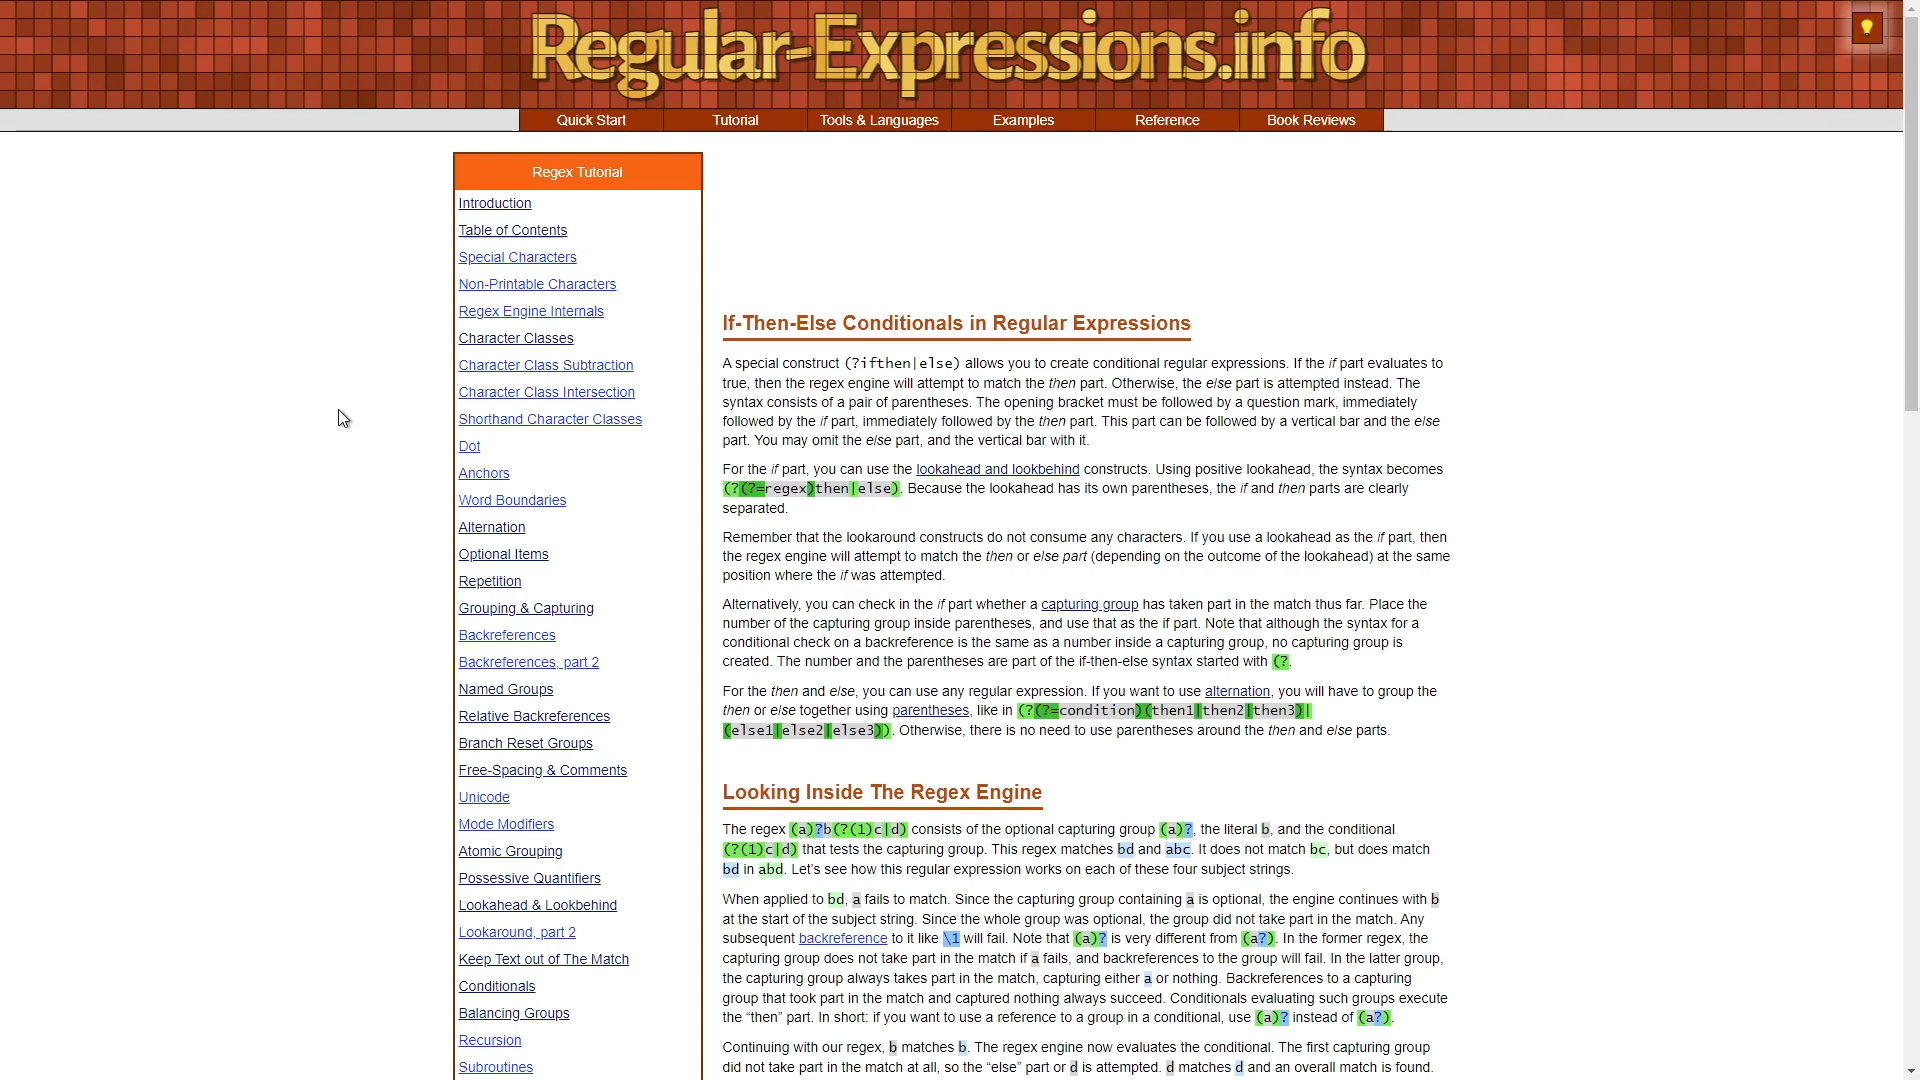 Regular-Expressions.info
Quick Start
Tutorial
Tools & Languages
Examples
Reference
Book Reviews
Regex Tutorial
Introduction
Table of Contents
Special Characters
Non-Printable Characters
Regex Engine Internals
Character Classes
Character Class Subtraction
Character Class Intersection
Shorthand Character Classes
Dot
Anchors
Word Boundaries
Alternation
Optional Items
Repetition
Grouping & Capturing
Backreferences
Backreferences, part 2
Named Groups
Relative Backreferences
Branch Reset Groups
Free-Spacing & Comments
Unicode
Mode Modifiers
Atomic Grouping
Possessive Quantifiers
Lookahead & Lookbehind
Lookaround, part 2
Keep Text out of The Match
Conditionals
Balancing Groups
Recursion
Subroutines
If-Then-Else Conditionals in Regular Expressions
A special construct (?ifthen|else) allows you to create conditional regular expressions. If the if part evaluates to
true, then the regex engine will attempt to match the then part. Otherwise, the else part is attempted instead. The
syntax consists of a pair of parentheses. The opening bracket must be followed by a question mark, immediately
followed by the if part, immediately followed by the then part. This part can be followed by a vertical bar and the else
part. You may omit the else part, and the vertical bar with it.
For the if part, you can use the lookahead and lookbehind constructs. Using positive lookahead, the syntax becomes
(?(?=regex)then|else). Because the lookahead has its own parentheses, the if and then parts are clearly
separated.
Remember that the lookaround constructs do not consume any characters. If you use a lookahead as the if part, then
the regex engine will attempt to match the then or else part (depending on the outcome of the lookahead) at the same
position where the if was attempted.
Alternatively, you can check in the if part whether a capturing group has taken part in the match thus far. Place the
number of the capturing group inside parentheses, and use that as the if part. Note that although the syntax for a
conditional check on a backreference is the same as a number inside a capturing group, no capturing group is
created. The number and the parentheses are part of the if-then-else syntax started with (?.
For the then and else, you can use any regular expression. If you want to use alternation, you will have to group the
then or else together using parentheses, like in (?(?=condition)(then1|then2|then3)|
(else1|else2|else3)). Otherwise, there is no need to use parentheses around the then and else parts.
Looking Inside The Regex Engine
The regex (a)?b(?(1)c|d) consists of the optional capturing group (a)?, the literal b, and the conditional
(?(1)c|d) that tests the capturing group. This regex matches bd and abc. It does not match bc, but does match
bd in abd. Let's see how this regular expression works on each of these four subject strings.
When applied to bd, a fails to match. Since the capturing group containing a is optional, the engine continues with b
at the start of the subject string. Since the whole group was optional, the group did not take part in the match. Any
subsequent backreference to it like \1 will fail. Note that (a)? is very different from (a?). In the former regex, the
capturing group does not take part in the match if a fails, and backreferences to the group will fail. In the latter group,
the capturing group always takes part in the match, capturing either a or nothing. Backreferences to a capturing
group that took part in the match and captured nothing always succeed. Conditionals evaluating such groups execute
the “then” part. In short: if you want to use a reference to a group in a conditional, use (a)? instead of (a?).
Continuing with our regex, b matches b. The regex engine now evaluates the conditional. The first capturing group
did not take part in the match at all, so the “else” part or d is attempted. d matches d and an overall match is found.